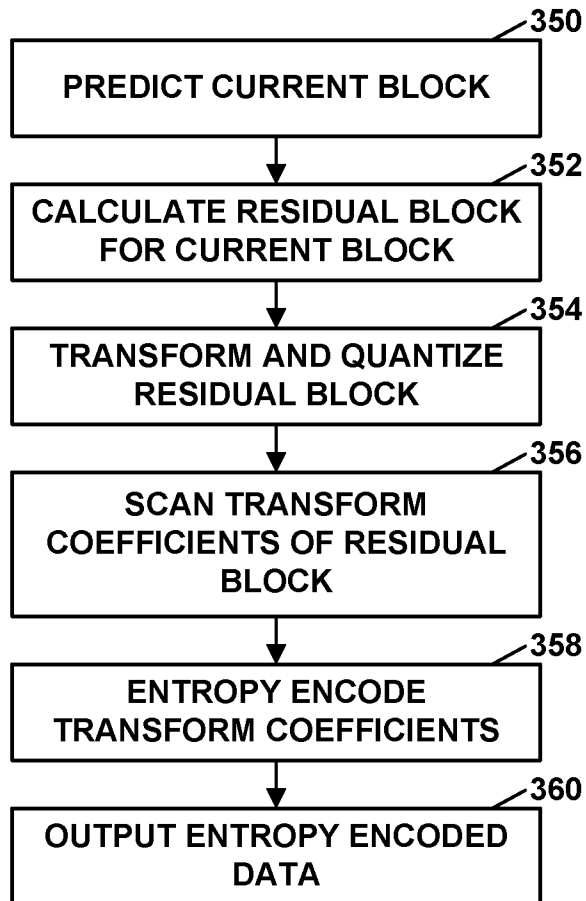 350
PREDICT CURRENT BLOCK
352
CALCULATE RESIDUAL BLOCK
FOR CURRENT BLOCK
354
TRANSFORM AND QUANTIZE
RESIDUAL BLOCK
356
SCAN TRANSFORM
COEFFICIENTS OF RESIDUAL
BLOCK
358
ENTROPY ENCODE
TRANSFORM COEFFICIENTS
360
OUTPUT ENTROPY ENCODED
DATA